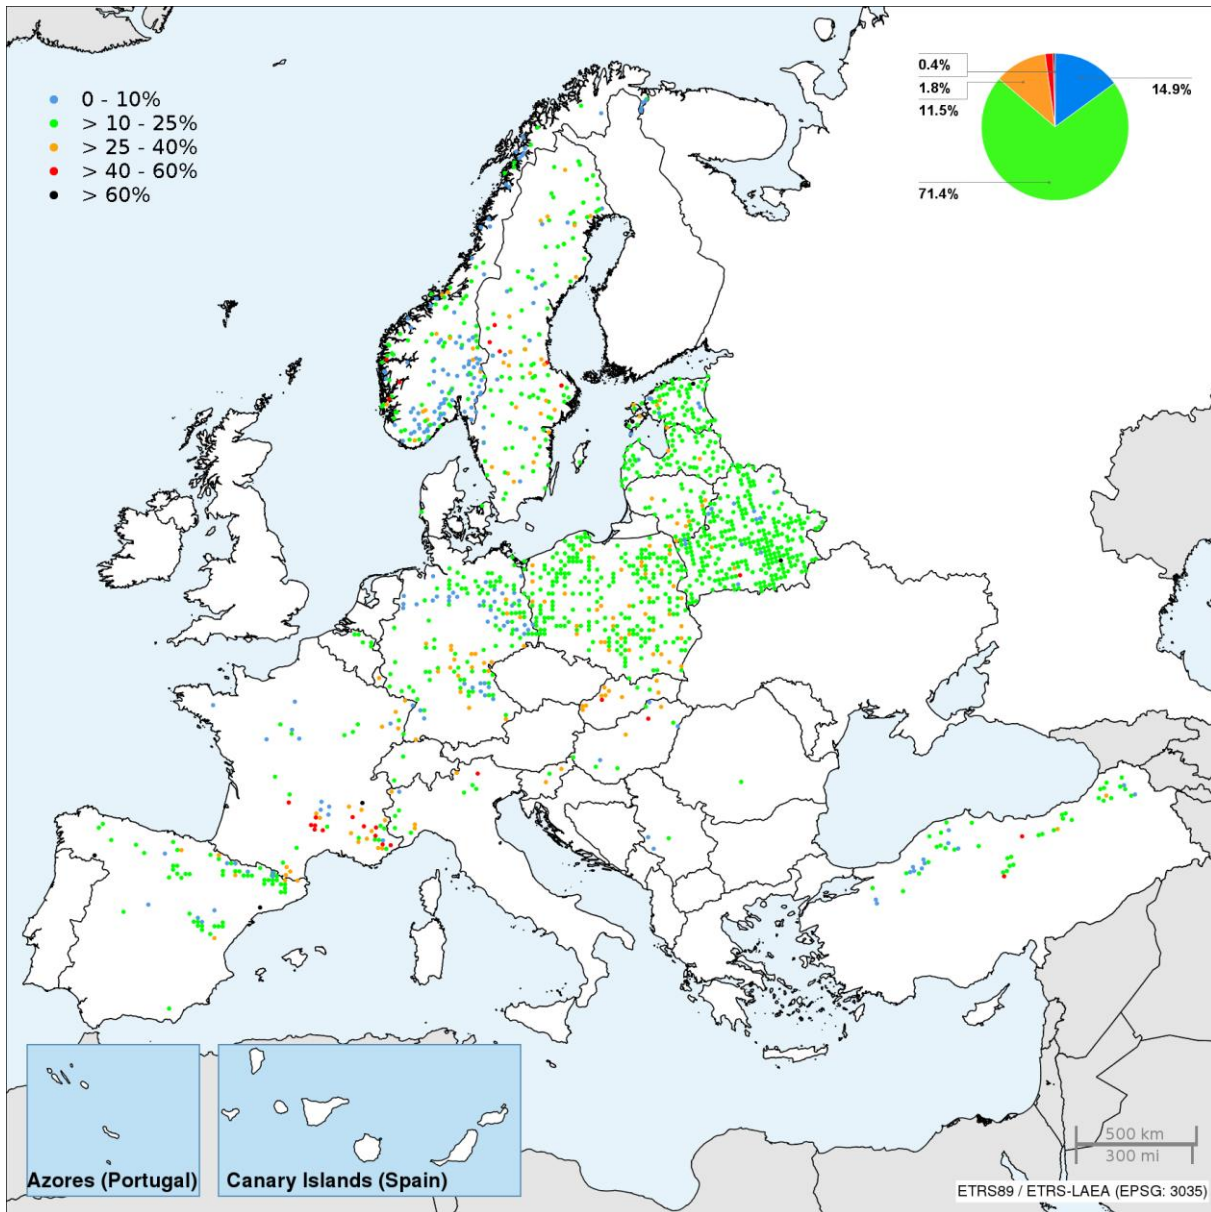 0 - 10%
> 10 - 25%
> 25 - 40%
> 40 - 60%
> 60%
0.4%
1.8%
11.5%
14.9%
71.4%
500 km
300 mi
Azores (Portugal)
Canary Islands (Spain)
ETRS89 / ETRS-LAEA (EPSG: 3035)